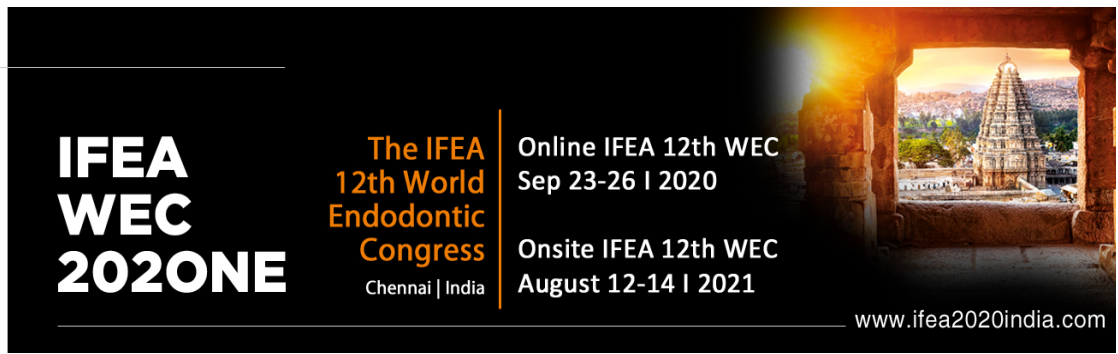 IFEA
WEC
202ONE
The IFEA
12th World
Endodontic
Congress
Chennai | India
Online IFEA 12th WEC
Sep 23-26 I 2020
Onsite IFEA 12th WEC
August 12-14 I 2021
www.ifea2020india.com